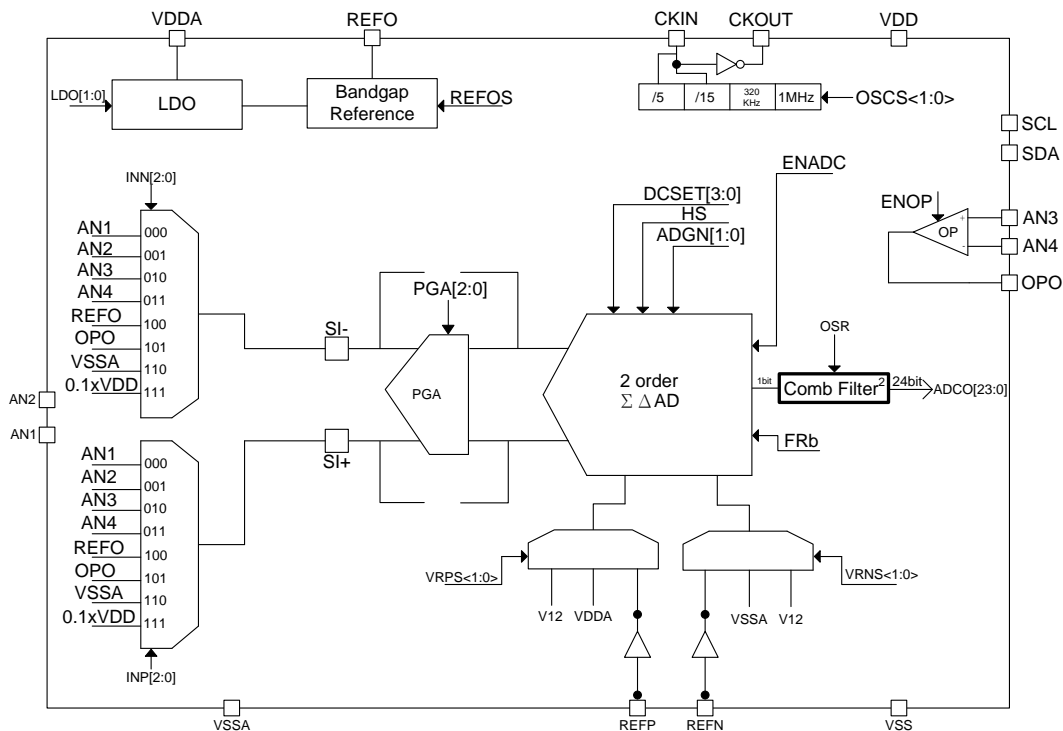 VDDA
REFO
CKIN
CKOUT
VDD
LDO[1:0]
LDO
Bandgap
Reference
REFOS
/5
/15
320
KHz
1MHz
OSCS<1:0>
SCL
SDA
ENADC
INN[2:0]
DCSET[3:0]
HS
ADGN[1:0]
ENOP
OP
+
-
AN3
AN4
OPO
AN1
000
AN2
001
AN3
010
AN4
011
REFO
100
OPO
101
VSSA
110
0.1xVDD
111
PGA[2:0]
SI-
PGA
SI+
2 order
Σ Δ AD
1bit
OSR
Comb Filter2
24bit
ADCO[23:0]
FRb
AN2
AN1
AN1
000
AN2
001
AN3
010
AN4
011
REFO
100
OPO
101
VSSA
110
0.1xVDD
111
INP[2:0]
VRPS<1:0>
VRNS<1:0>
V12
VDDA
VSSA
V12
VSSA
REFP
REFN
VSS